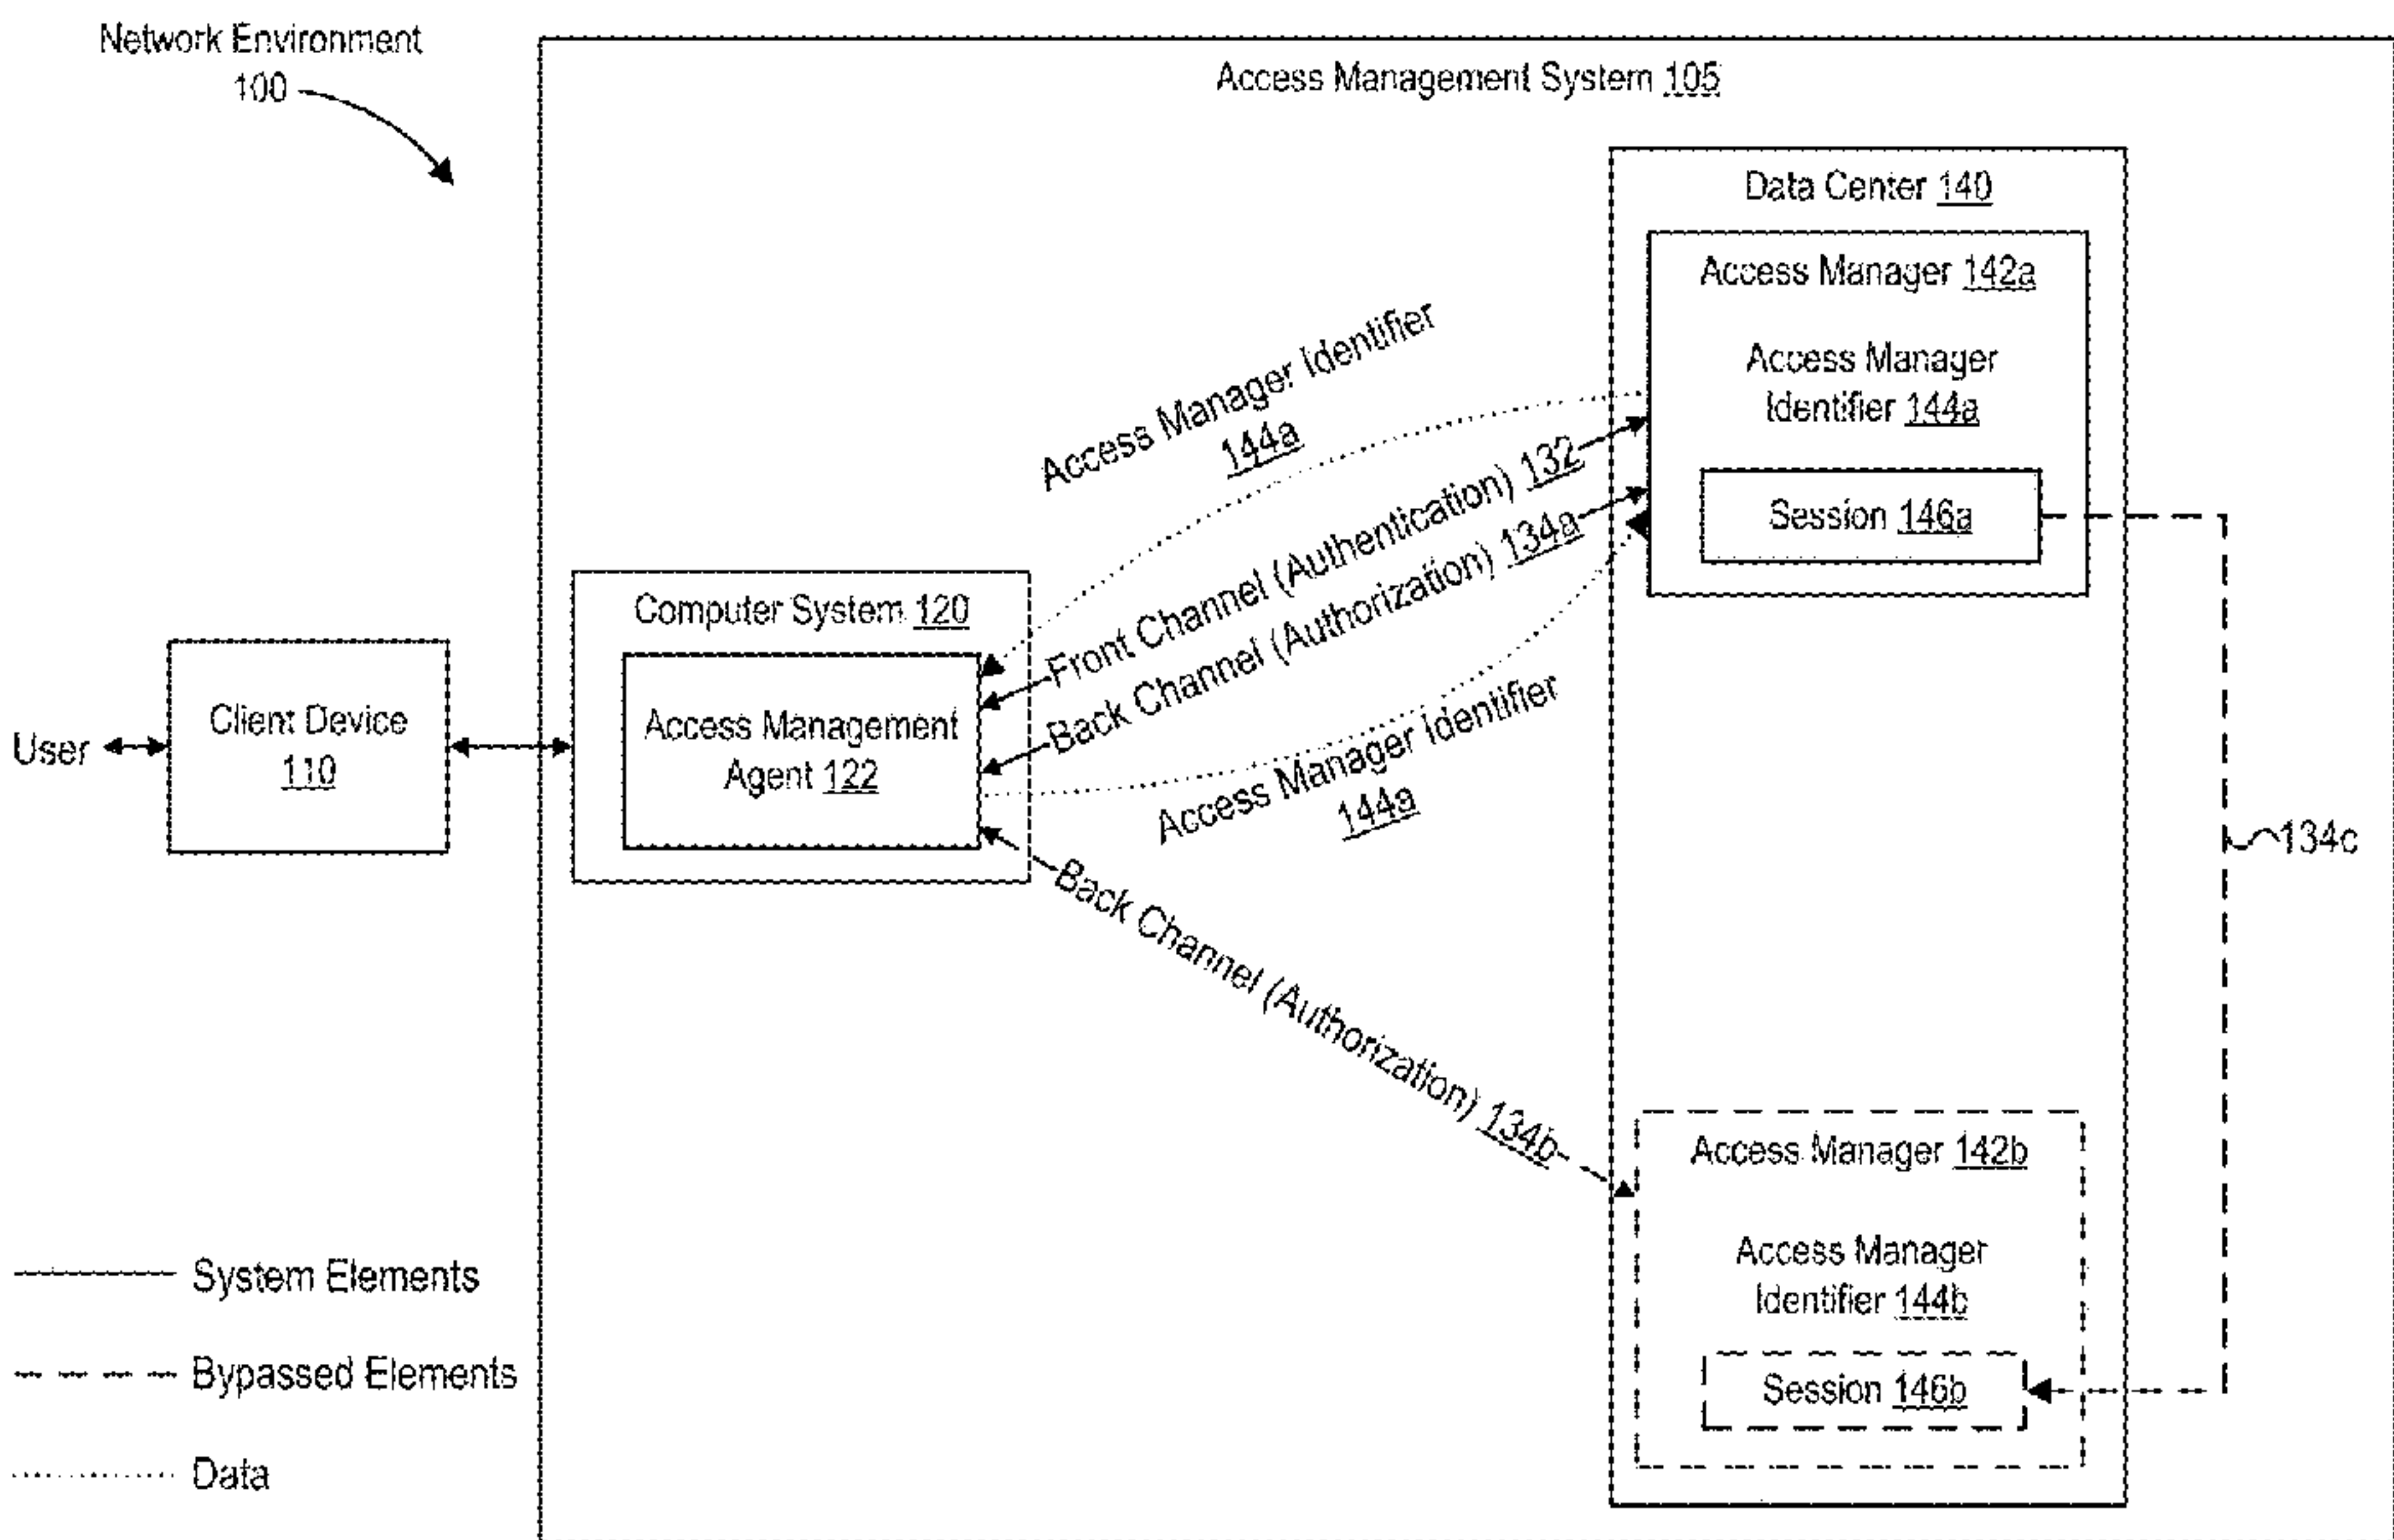 Network Environment
100
Access Management System 105
Data Center 140
Access Manager 142a
Access Manager
Identifier 144a
Session 146a
Access Manager Identifier
144a
Front Channel (Authentication) 132
Back Channel (Authorization) 134a
Access Manager Identifier
144a
Computer System 120
Access Management
Agent 122
User
Client Device
110
Back Channel (Authorization) 134b
134c
Access Manager 142b
Access Manager
Identifier 144b
Session 146b
System Elements
Bypassed Elements
Data